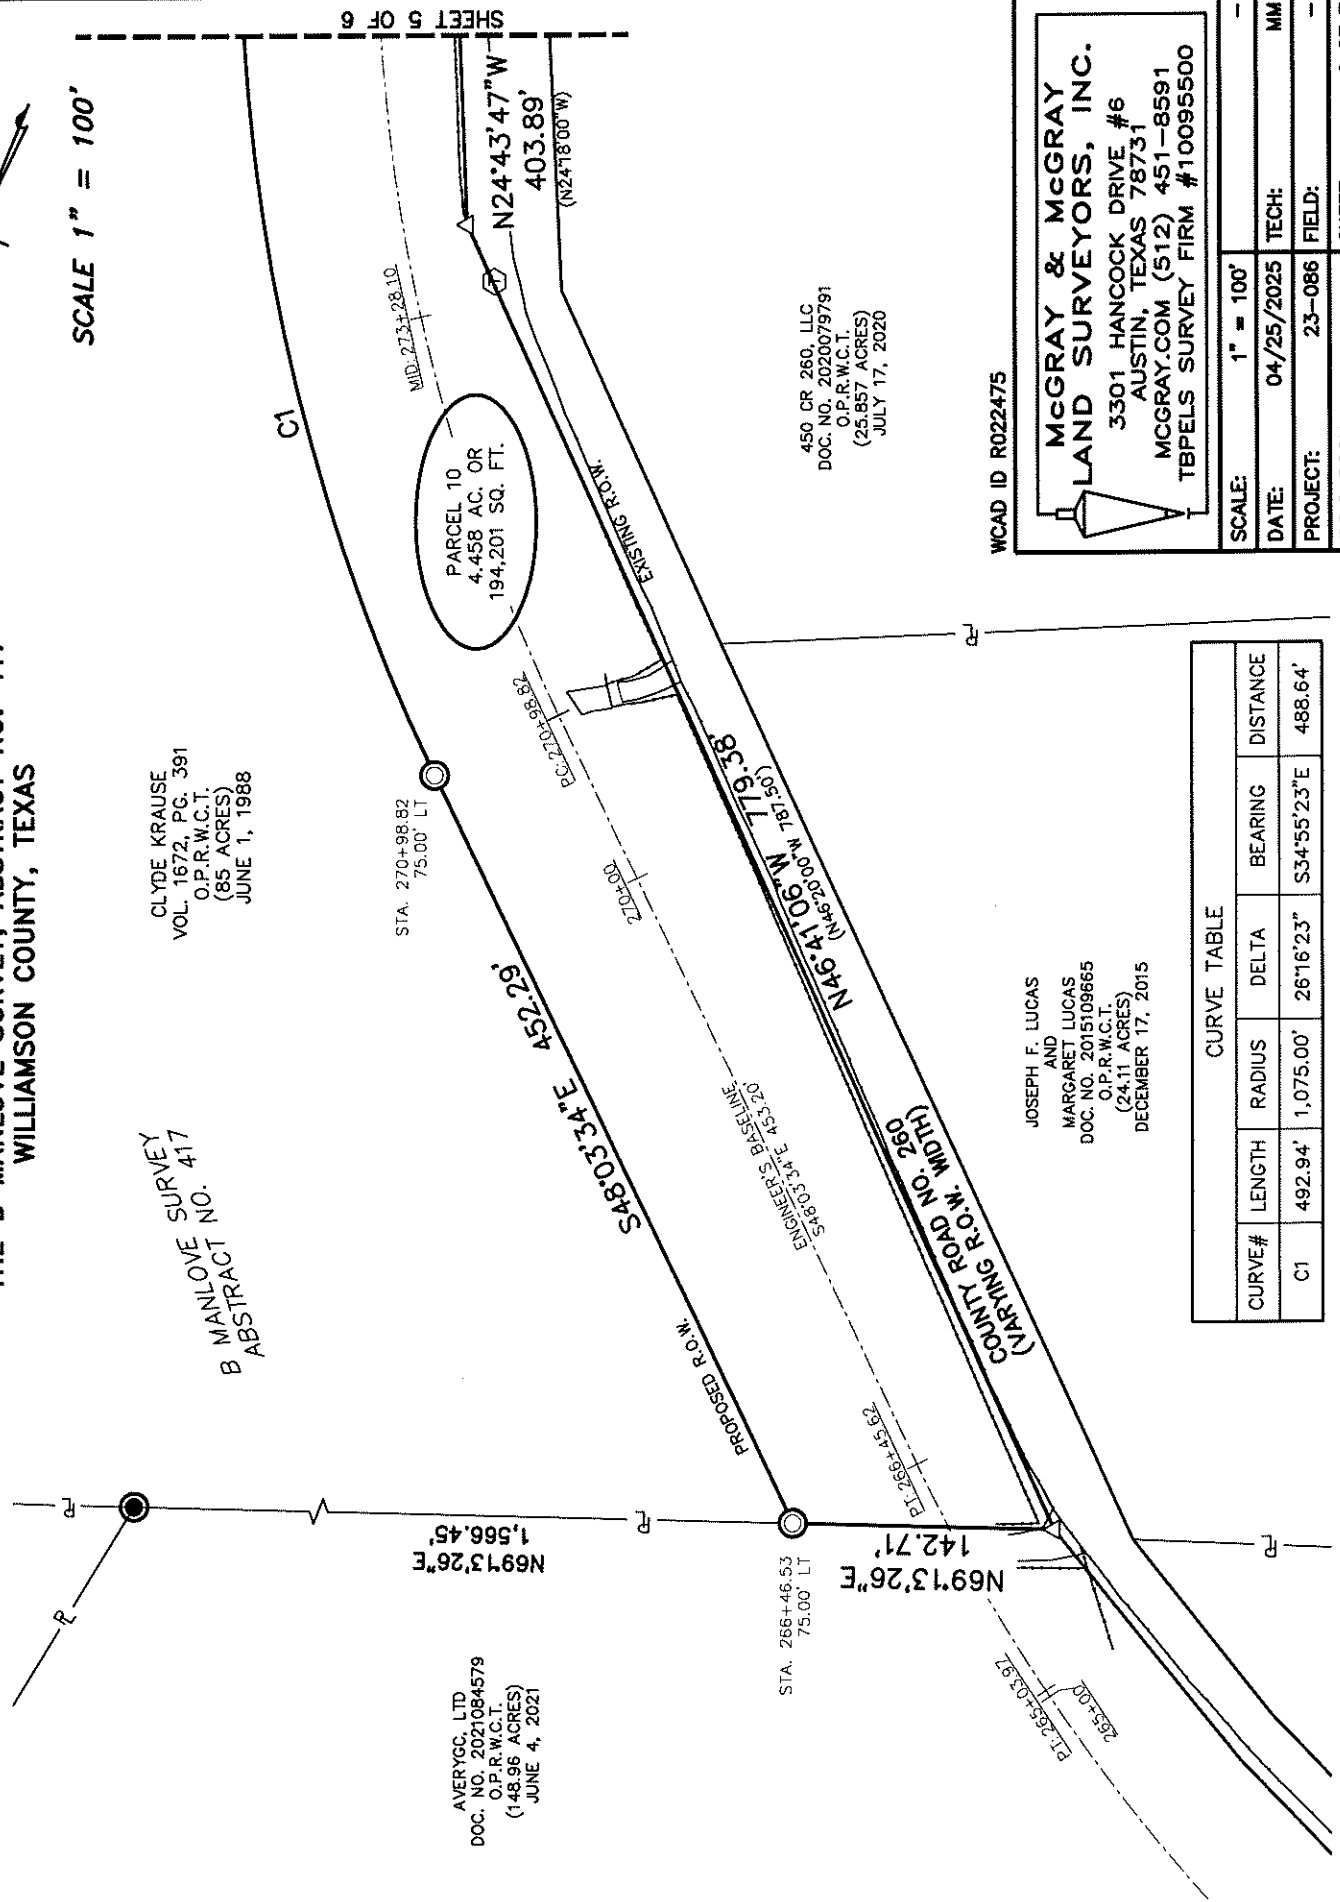 WILLIAMSON COUNTY, TEXAS
SCALE 1" = 100'
SHEET 5 OF 6
B MANLOVE SURVEY
ABSTRACT NO. 417
CLYDE KRAUSE
VOL. 1672, PG. 391
O.P.R.W.C.T.
(85 ACRES)
JUNE 1, 1988
C1
MID: 273+28.10
N24°43'47"W
403.89'
(N24°18'00"W)
PARCEL 10
4.458 AC. OR
194,201 SQ. FT.
STA. 270+98.82
75.00' LT
PC: 270+98.82
270+00
EXISTING R.O.W.
S48°03'34"E 452.29'
ENGINEER'S BASELINE
S48°03'34"E 453.20'
N46°41'06"W 779.38'
(N46°20'00"W 787.50')
PROPOSED R.O.W.
COUNTY ROAD NO. 260
(VARYING R.O.W. WIDTH)
PL
PL
N69°13'26"E
1,566.45'
PL
PL
PL
STA. 266+46.53
75.00' LT
N69°13'26"E
142.71'
PT: 266+45.62
PT: 265+03.97
265+00
AVERYGC, LTD
DOC. NO. 2021084579
O.P.R.W.C.T.
(148.96 ACRES)
JUNE 4, 2021
450 CR 260, LLC
DOC. NO. 2020079791
O.P.R.W.C.T.
(25.857 ACRES)
JULY 17, 2020
JOSEPH F. LUCAS
AND
MARGARET LUCAS
DOC. NO. 2015109665
O.P.R.W.C.T.
(24.11 ACRES)
DECEMBER 17, 2015
CURVE TABLE
CURVE# LENGTH RADIUS DELTA BEARING DISTANCE
C1 492.94' 1,075.00' 26°16'23" S34°55'23"E 488.64'
WCAD ID R022475
McGRAY & McGRAY
LAND SURVEYORS, INC.
3301 HANCOCK DRIVE #6
AUSTIN, TEXAS 78731
MCGRAY.COM (512) 451-8591
TBPELS SURVEY FIRM #10095500
SCALE: 1" = 100' -
DATE: 04/25/2025 TECH: MM
PROJECT: 23-086 FIELD: -